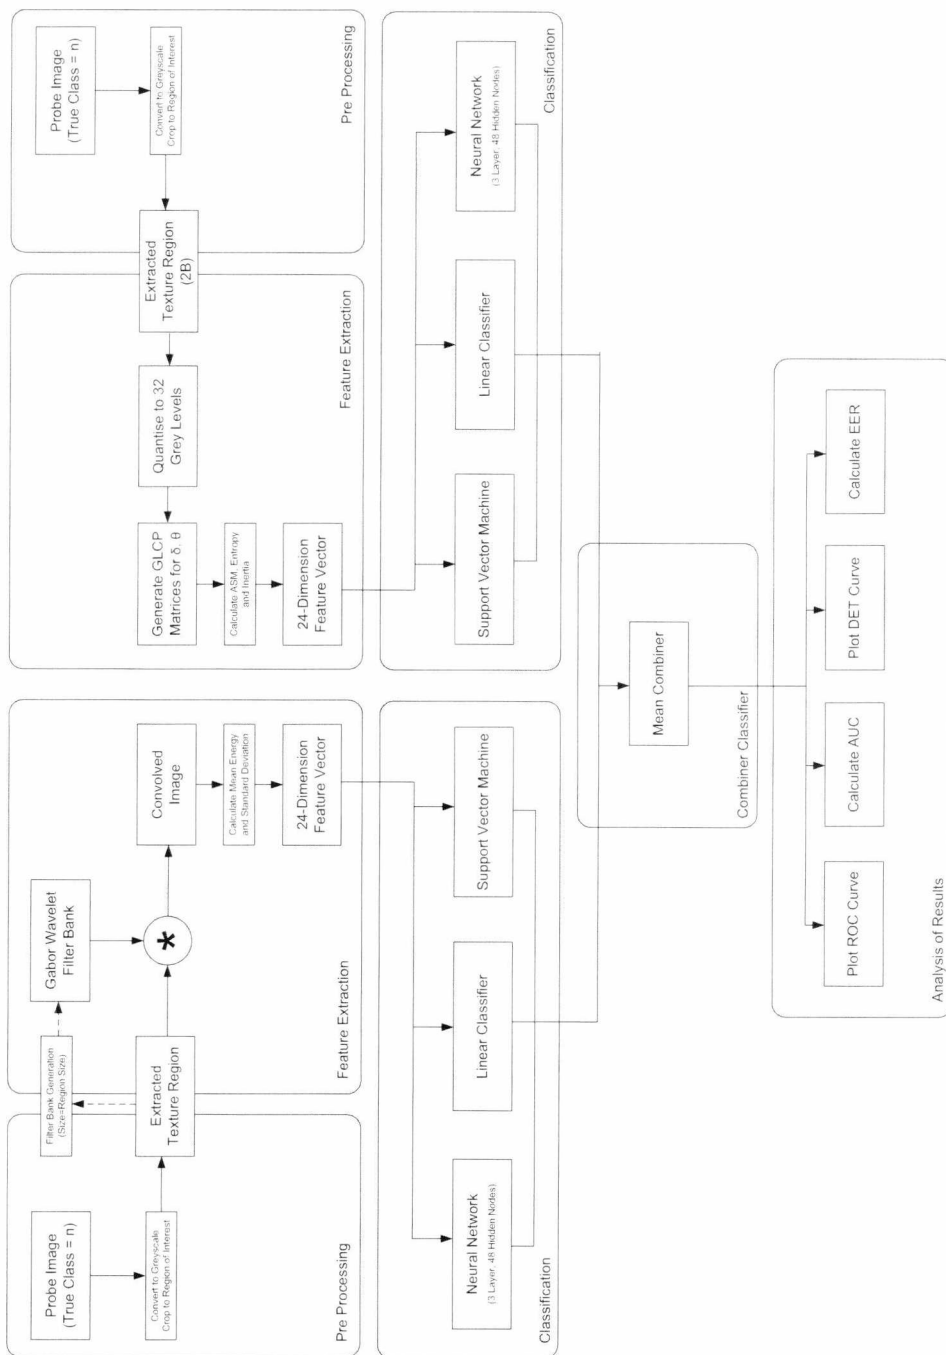 Probe Image
(True Class = n)
Convert to Greyscale
Crop to Region of Interest
Pre Processing
Filter Bank Generation
(Size=Region Size)
Extracted
Texture Region
Gabor Wavelet
Filter Bank
*
Convolved
Image
Calculate Mean Energy
and Standard Deviation
24-Dimension
Feature Vector
Feature Extraction
Neural Network
(3 Layer, 48 Hidden Nodes)
Linear Classifier
Support Vector Machine
Classification
Probe Image
(True Class = n)
Convert to Greyscale
Crop to Region of Interest
Pre Processing
Extracted
Texture Region
(2B)
Quantise to 32
Grey Levels
Generate GLCP
Matrices for δ, θ
Calculate ASM, Entropy
and Inertia
24-Dimension
Feature Vector
Feature Extraction
Support Vector Machine
Linear Classifier
Neural Network
(3 Layer, 48 Hidden Nodes)
Classification
Mean Combiner
Combiner Classifier
Plot ROC Curve
Calculate AUC
Plot DET Curve
Calculate EER
Analysis of Results